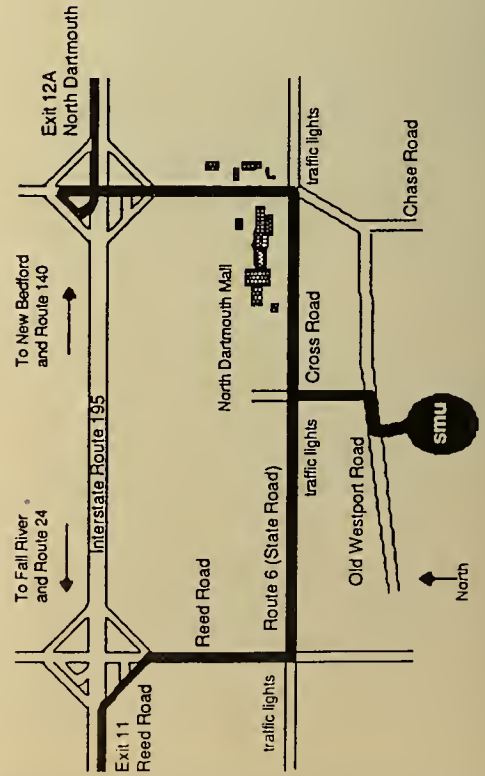 To Fall River
and Route 24
To New Bedford
and Route 140
Exit 12A
North Dartmouth
Interstate Route 195
Exit 11
Reed Road
Reed Road
North Dartmouth Mall
traffic lights
Route 6 (State Road)
traffic lights
Cross Road
traffic lights
Old Westport Road
Chase Road
smu
North